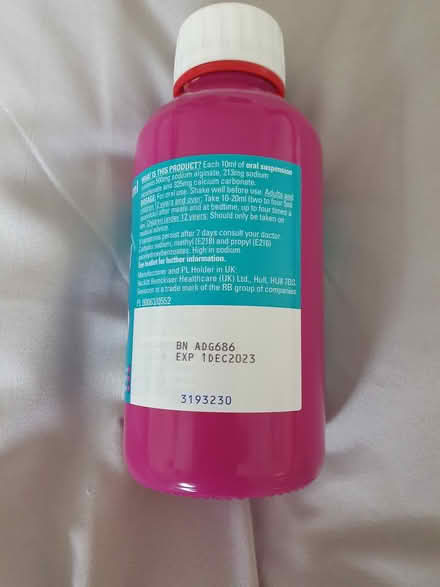 WHAT IS THIS PRODUCT? Each 10ml of oral suspension
contains 500mg sodium alginate, 213mg sodium
bicarbonate and 325mg calcium carbonate.
DOSAGE: For oral use. Shake well before use. Adults and
children 12 years and over: Take 10-20ml (two to four 5ml
spoonfuls) after meals and at bedtime, up to four times a
day. Children under 12 years: Should only be taken on
medical advice.
If symptoms persist after 7 days consult your doctor.
Contains sodium, methyl (E218) and propyl (E216)
parahydroxybenzoates. High in sodium
See leaflet for further information.
Manufacturer and PL Holder in UK:
Reckitt Benckiser Healthcare (UK) Ltd., Hull, HU8 7DS.
Gaviscon is a trade mark of the RB group of companies.
PL 00063/0552
BN ADG686
EXP 1DEC2023
3193230